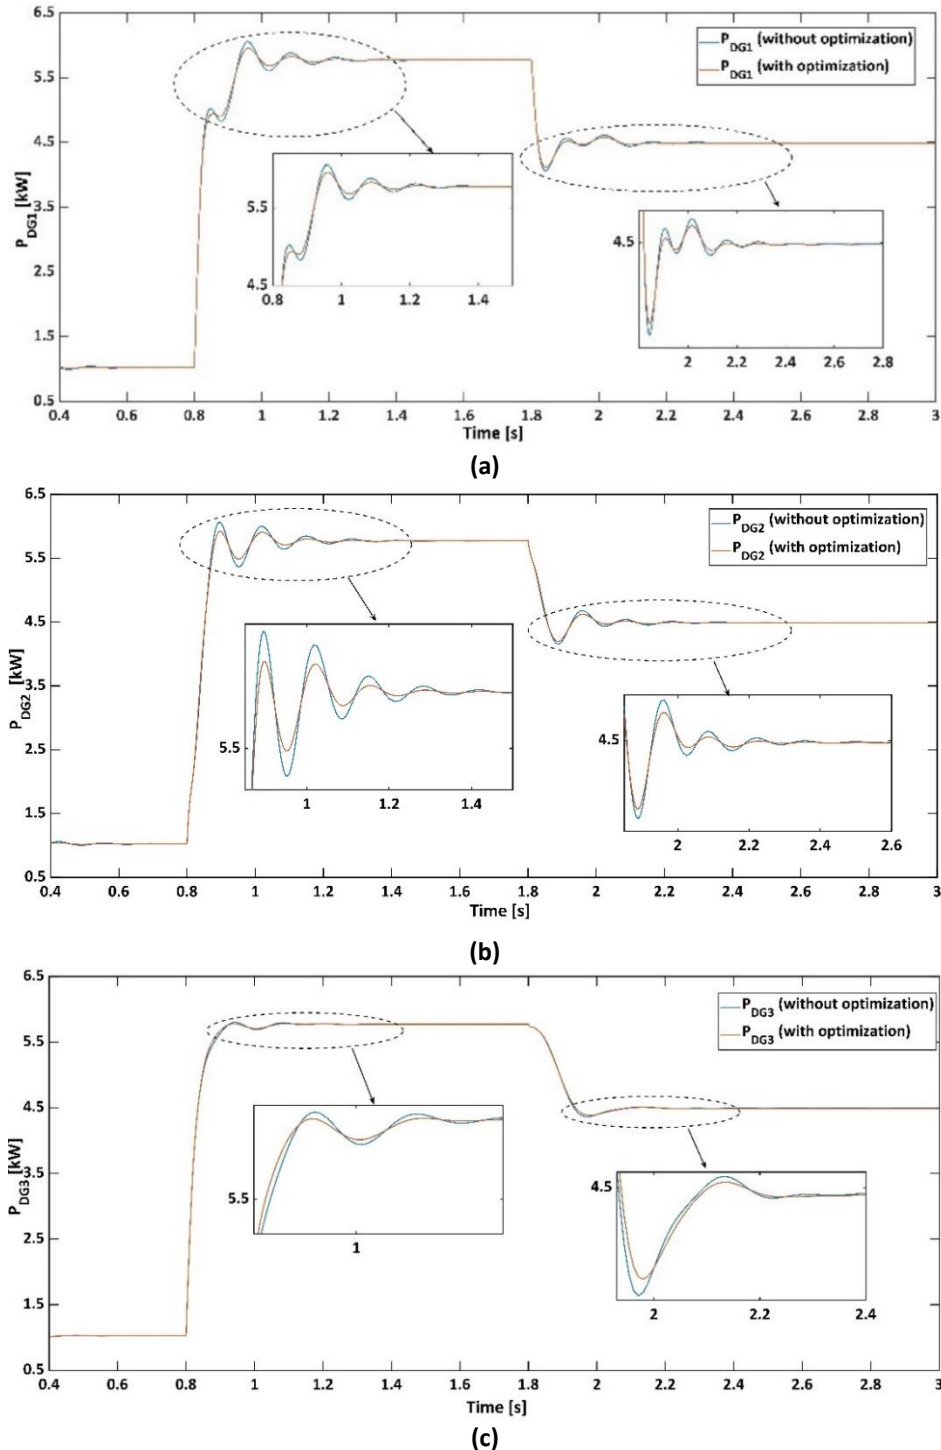 6.5
P_DG1 (without optimization)
P_DG1 (with optimization)
5.5
4.5
3.5
2.5
1.5
0.5
P_DG1 [kW]
5.5
4.5
0.8 1 1.2 1.4
4.5
2 2.2 2.4 2.6 2.8
0.4 0.6 0.8 1 1.2 1.4 1.6 1.8 2 2.2 2.4 2.6 2.8 3
Time [s]
(a)
6.5
P_DG2 (without optimization)
P_DG2 (with optimization)
5.5
4.5
3.5
2.5
1.5
0.5
P_DG2 [kW]
5.5
1 1.2 1.4
4.5
2 2.2 2.4 2.6
0.4 0.6 0.8 1 1.2 1.4 1.6 1.8 2 2.2 2.4 2.6 2.8 3
Time [s]
(b)
6.5
P_DG3 (without optimization)
P_DG3 (with optimization)
5.5
4.5
3.5
2.5
1.5
0.5
P_DG3 [kW]
5.5
1
4.5
2 2.2 2.4
0.4 0.6 0.8 1 1.2 1.4 1.6 1.8 2 2.2 2.4 2.6 2.8 3
Time [s]
(c)